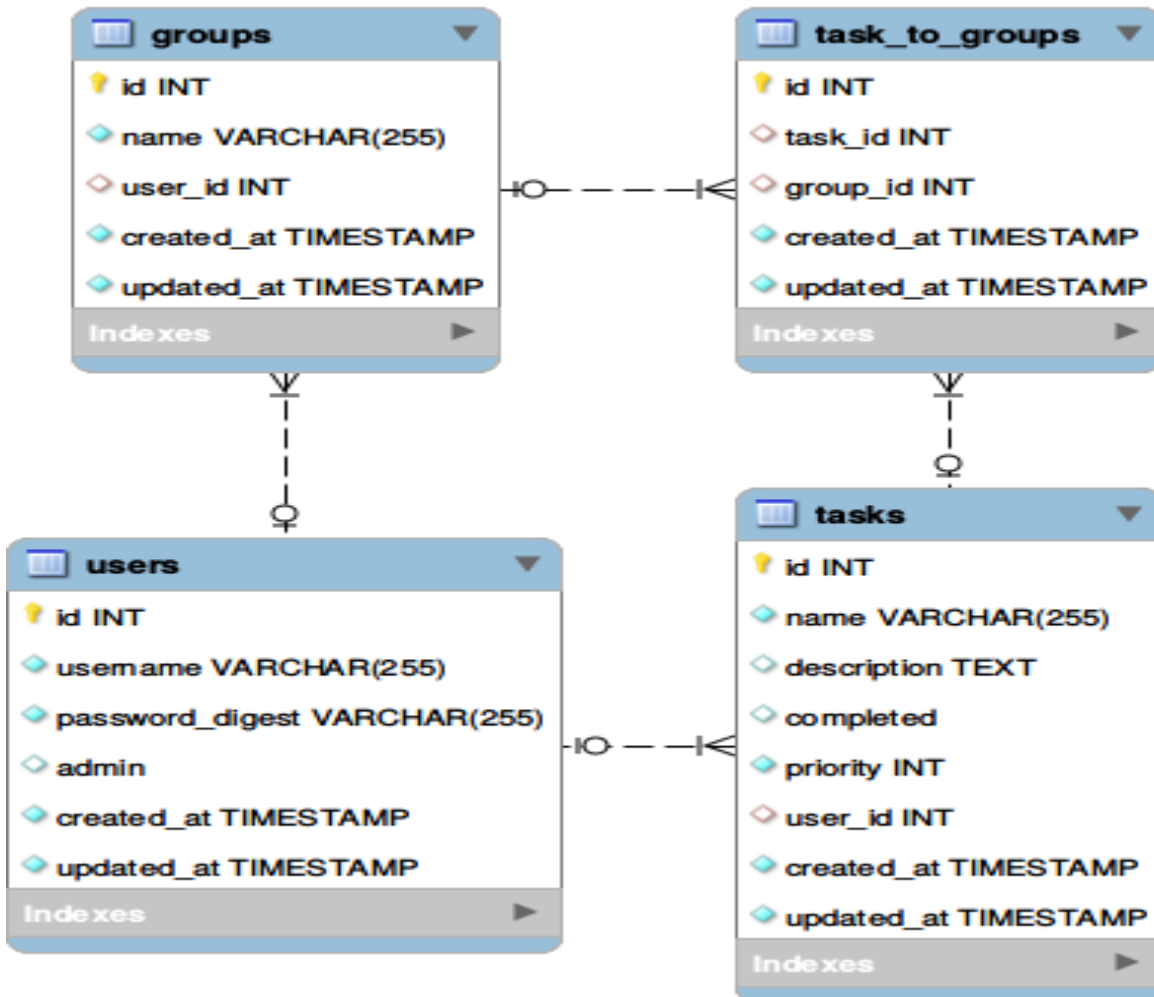 groups
id INT
name VARCHAR(255)
user_id INT
created_at TIMESTAMP
updated_at TIMESTAMP
Indexes
task_to_groups
id INT
task_id INT
group_id INT
created_at TIMESTAMP
updated_at TIMESTAMP
Indexes
users
id INT
username VARCHAR(255)
password_digest VARCHAR(255)
admin
created_at TIMESTAMP
updated_at TIMESTAMP
Indexes
tasks
id INT
name VARCHAR(255)
description TEXT
completed
priority INT
user_id INT
created_at TIMESTAMP
updated_at TIMESTAMP
Indexes